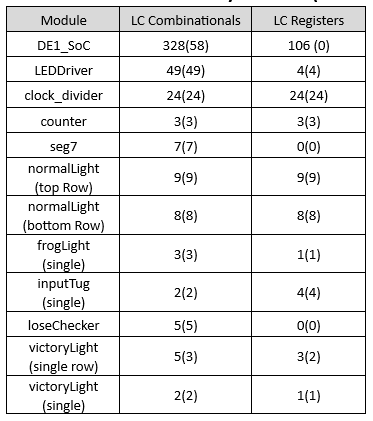 Module LC Combinationals LC Registers
DE1_SoC 328(58) 106 (0)
LEDDriver 49(49) 4(4)
clock_divider 24(24) 24(24)
counter 3(3) 3(3)
seg7 7(7) 0(0)
normalLight
(top Row) 9(9) 9(9)
normalLight
(bottom Row) 8(8) 8(8)
frogLight
(single) 3(3) 1(1)
inputTug
(single) 2(2) 4(4)
loseChecker 5(5) 0(0)
victoryLight
(single row) 5(3) 3(2)
victoryLight
(single) 2(2) 1(1)